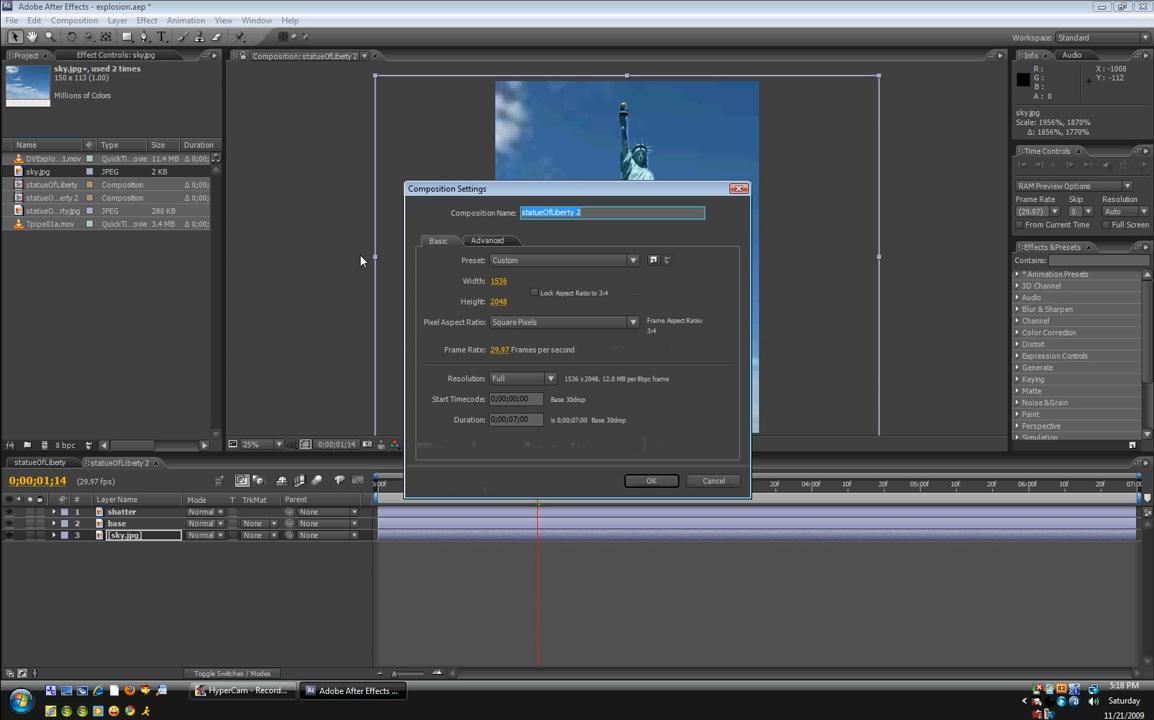 Adobe After Effects - explosion.aep *
File Edit Composition Layer Effect Animation View Window Help
Workspace: Standard
Project Effect Controls: sky.jpg
Composition: statueOfLiberty 2
Info Audio
sky.jpg, used 2 times
150 x 113 (1.00)
Millions of Colors
R : X : -1008
G : Y : -112
B :
A : 0
sky.jpg
Scale: 1956%, 1870%
Δ: 1856%, 1770%
Name Type Size Duration
DVExplo...1.mov QuickTi...ovie 11.4 MB Δ 0;00;
sky.jpg JPEG 2 KB
statueOfLiberty Composition Δ 0;00;
statueO...erty 2 Composition Δ 0;00;
statueO...rty.jpg JPEG 280 KB
Tpipe01a.mov QuickTi...ovie 3.4 MB Δ 0;00;
8 bpc
Composition Settings
Composition Name: statueOfLiberty 2
Basic Advanced
Preset: Custom
Width: 1536
Lock Aspect Ratio to 3:4
Height: 2048
Pixel Aspect Ratio: Square Pixels Frame Aspect Ratio:
3:4
Frame Rate: 29.97 Frames per second
Resolution: Full 1536 x 2048, 12.0 MB per 8bpc frame
Start Timecode: 0;00;00;00 Base 30drop
Duration: 0;00;07;00 is 0;00;07;00 Base 30drop
OK Cancel
25% 0;00;01;14
Time Controls
RAM Preview Options
Frame Rate Skip Resolution
(29.97) 0 Auto
From Current Time Full Screen
Effects & Presets
Contains:
* Animation Presets
3D Channel
Audio
Blur & Sharpen
Channel
Color Correction
Distort
Expression Controls
Generate
Keying
Matte
Noise & Grain
Paint
Perspective
Simulation
statueOfLiberty statueOfLiberty 2
0;00;01;14 (29.97 fps)
:00f 04:00f 05:00f 06:00f 07:0
# Layer Name Mode T TrkMat Parent
1 shatter Normal None
2 base Normal None None
3 [sky.jpg] Normal None None
Toggle Switches / Modes
HyperCam - Record... Adobe After Effects ...
5:18 PM
Saturday
11/21/2009